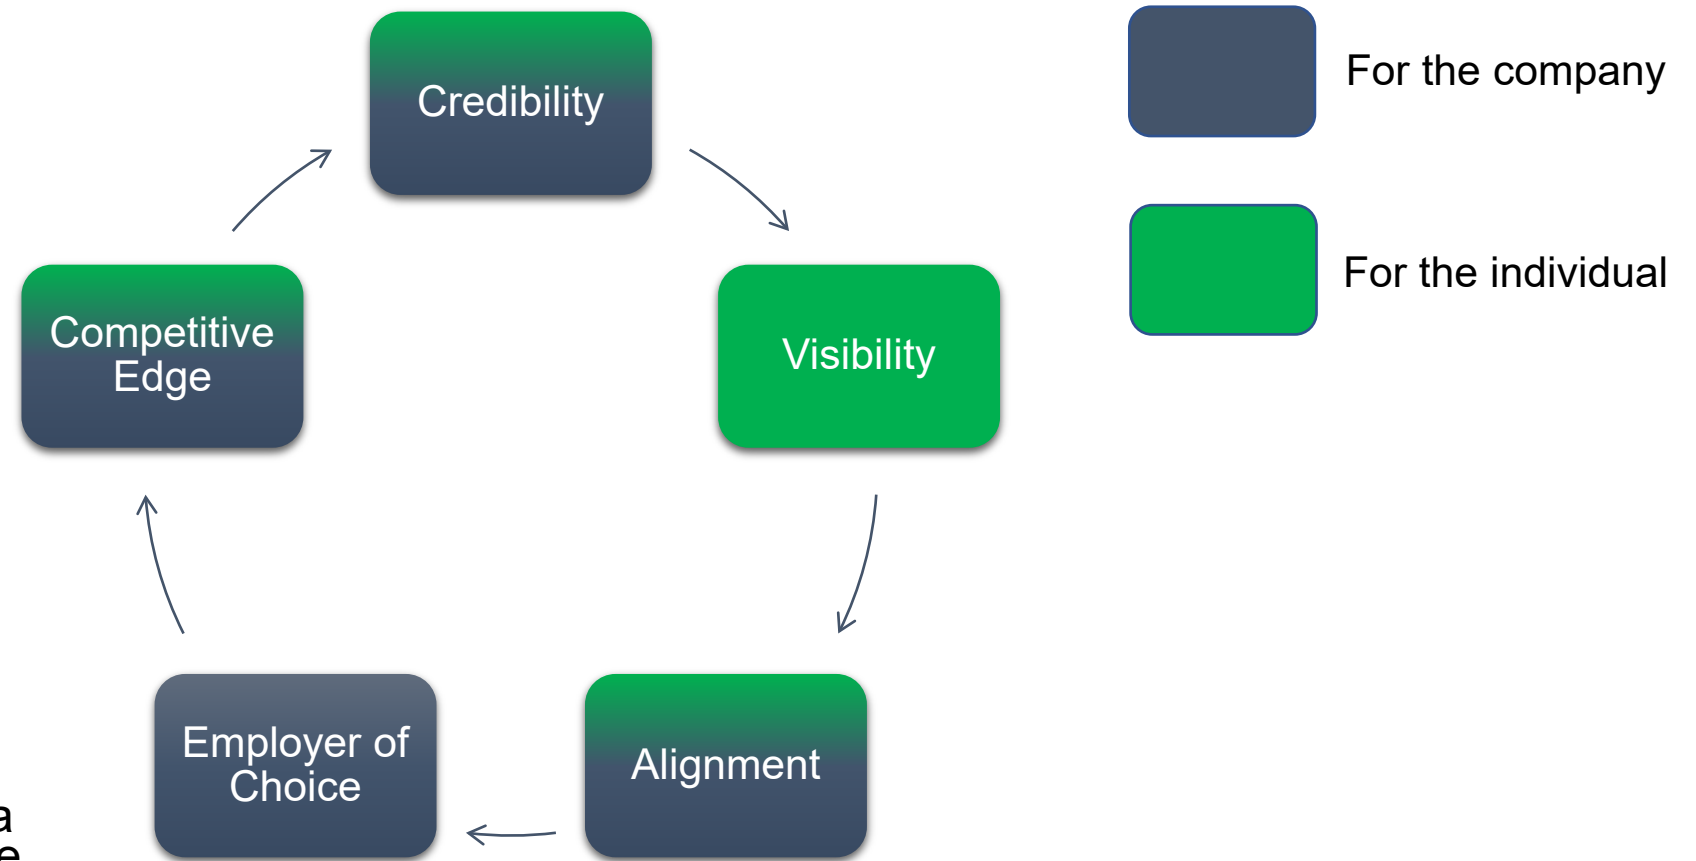 Credibility
For the company
For the individual
Competitive
Edge
Visibility
Employer of
Choice
Alignment